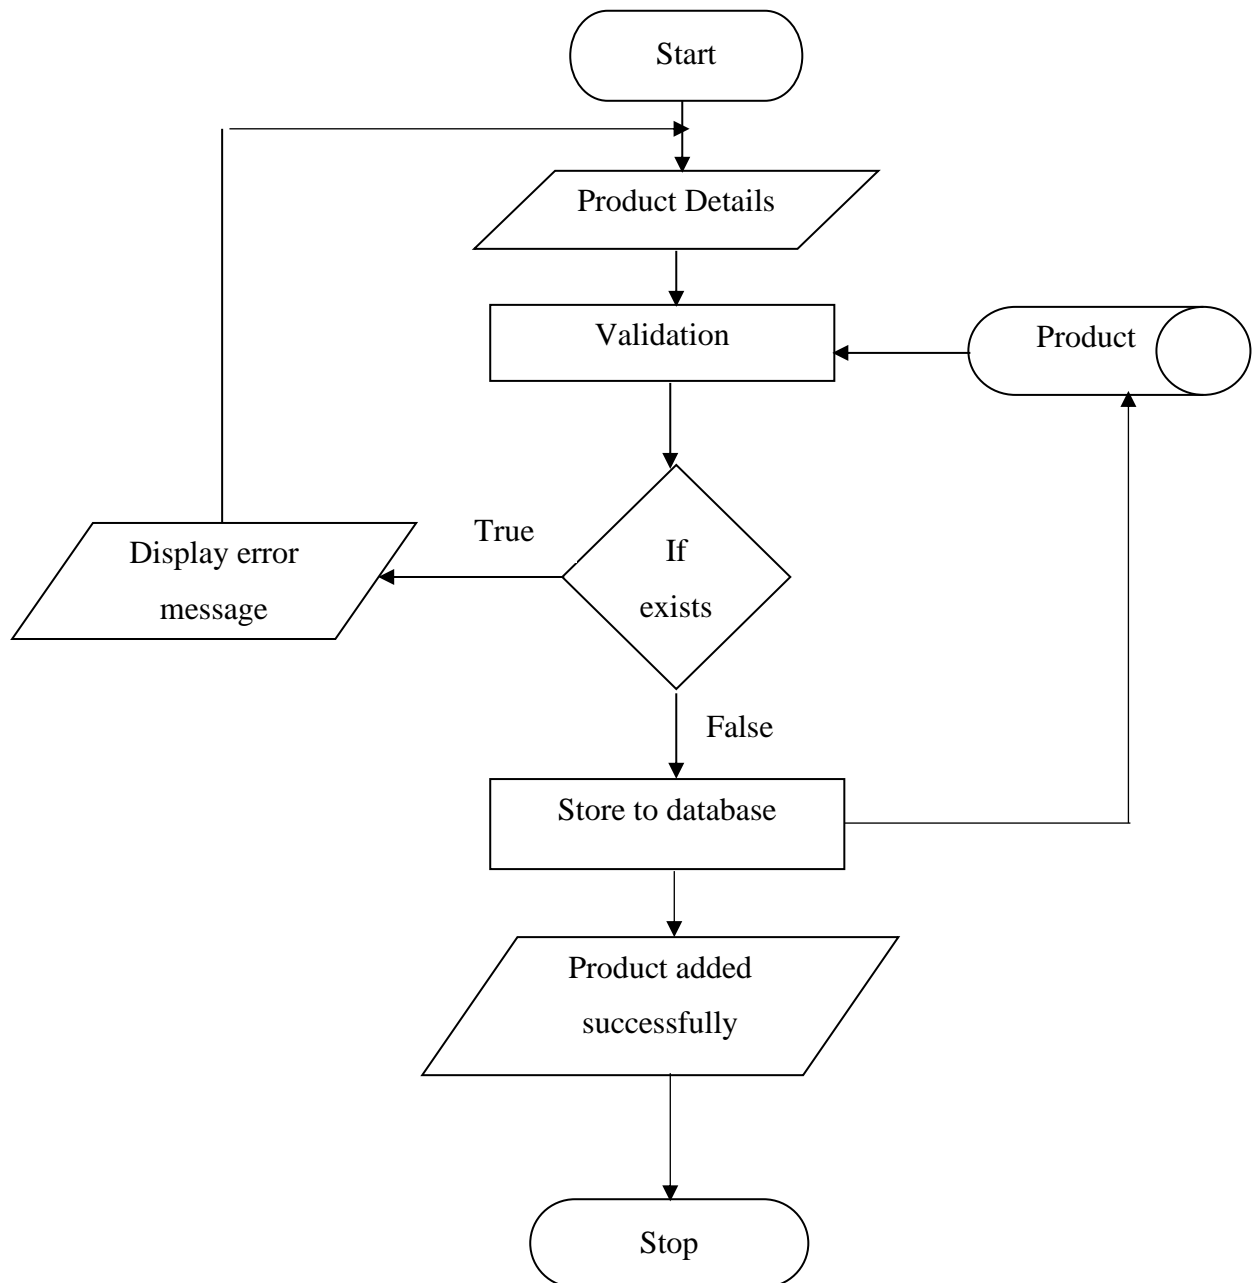 Start
Product Details
Validation
Product
True
If
exists
Display error
message
False
Store to database
Product added
successfully
Stop